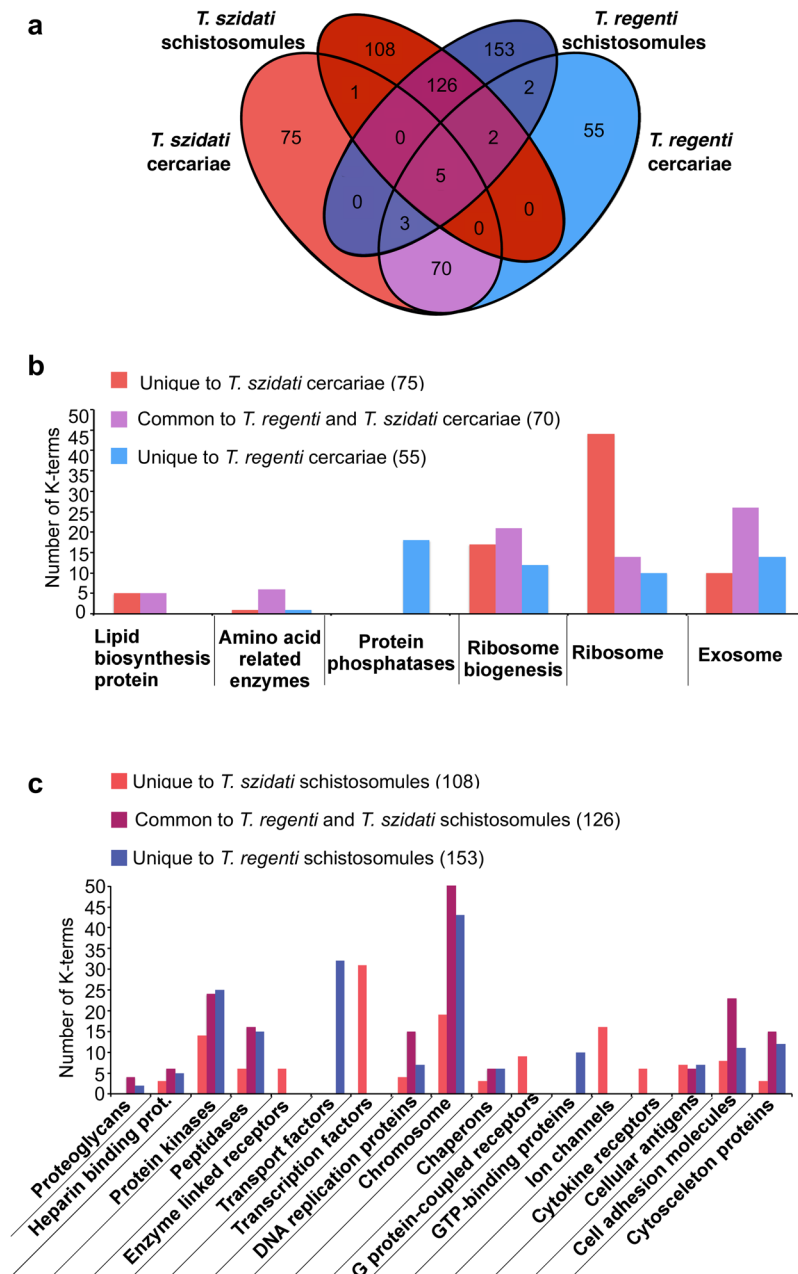 a
T. szidati
schistosomules
T. regenti
schistosomules
T. szidati
cercariae
T. regenti
cercariae
108
153
1
126
2
75
0
2
55
5
0
3
0
0
70
b
Unique to T. szidati cercariae (75)
Common to T. regenti and T. szidati cercariae (70)
Unique to T. regenti cercariae (55)
Number of K-terms
50
45
40
35
30
25
20
15
10
5
0
Lipid
biosynthesis
protein
Amino acid
related
enzymes
Protein
phosphatases
Ribosome
biogenesis
Ribosome
Exosome
c
Unique to T. szidati schistosomules (108)
Common to T. regenti and T. szidati schistosomules (126)
Unique to T. regenti schistosomules (153)
Number of K-terms
50
45
40
35
30
25
20
15
10
5
0
Proteoglycans
Heparin binding prot.
Protein kinases
Peptidases
Enzyme linked receptors
Transport factors
Transcription factors
DNA replication proteins
Chromosome
Chaperons
G protein-coupled receptors
GTP-binding proteins
Ion channels
Cytokine receptors
Cellular antigens
Cell adhesion molecules
Cytosceleton proteins